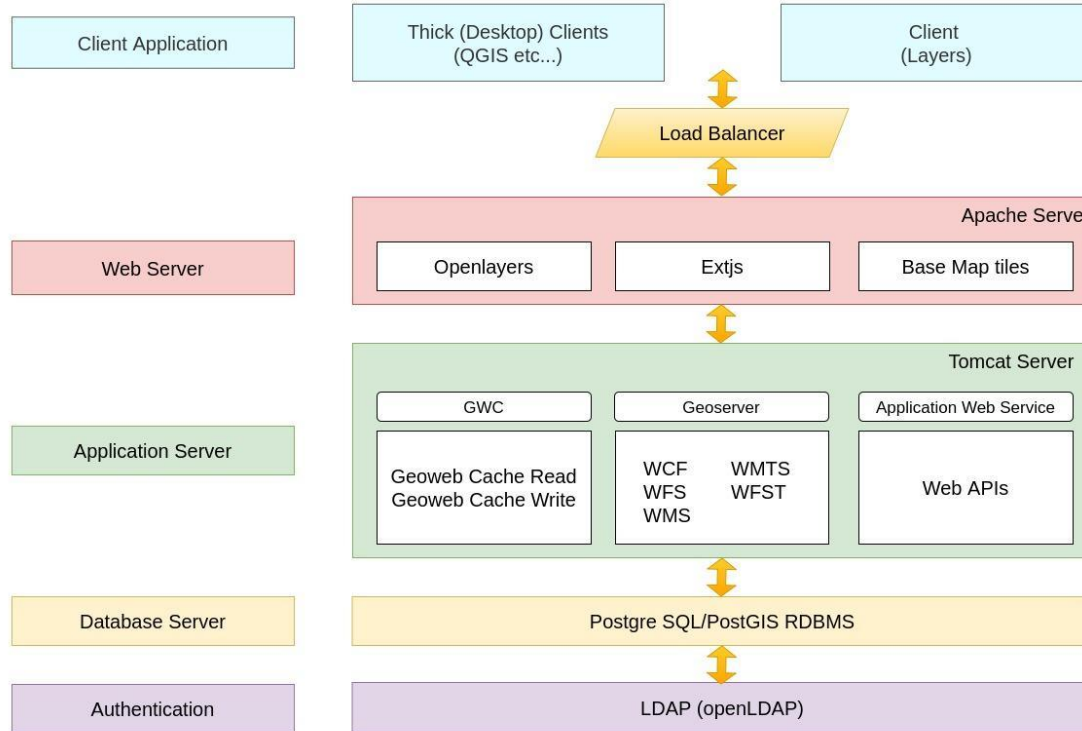 Client Application
Thick (Desktop) Clients
(QGIS etc...)
Client
(Layers)
Load Balancer
Apache Serve
Web Server
Openlayers
Extjs
Base Map tiles
Tomcat Server
GWC
Geoserver
Application Web Service
Application Server
Geoweb Cache Read
Geoweb Cache Write
WCF WMTS
WFS WFST
WMS
Web APIs
Database Server
Postgre SQL/PostGIS RDBMS
Authentication
LDAP (openLDAP)